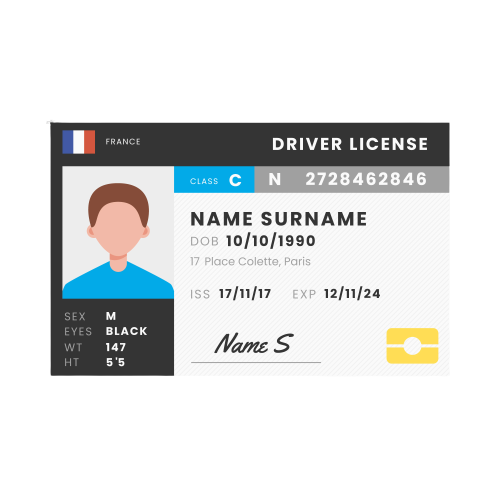 FRANCE
DRIVER LICENSE
CLASS C N 2728462846
NAME SURNAME
DOB 10/10/1990
17 Place Colette, Paris
ISS 17/11/17 EXP 12/11/24
SEX M
EYES BLACK
WT 147
HT 5'5
Name S